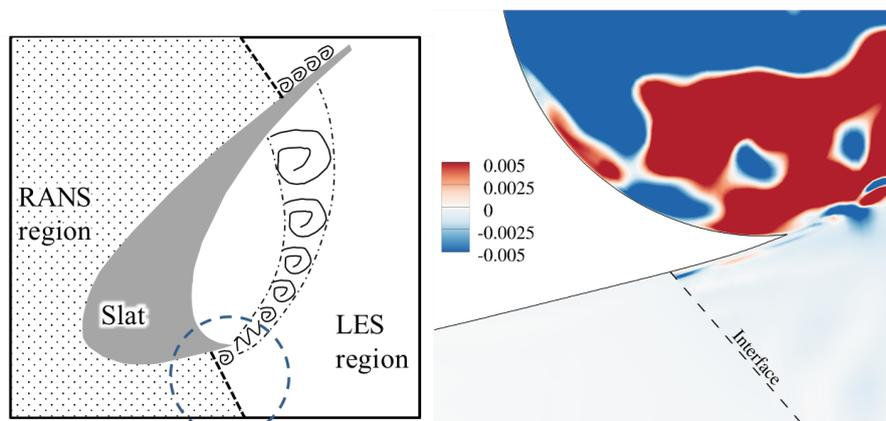 RANS
region
Slat
LES
region
0.005
0.0025
0
-0.0025
-0.005
Interface